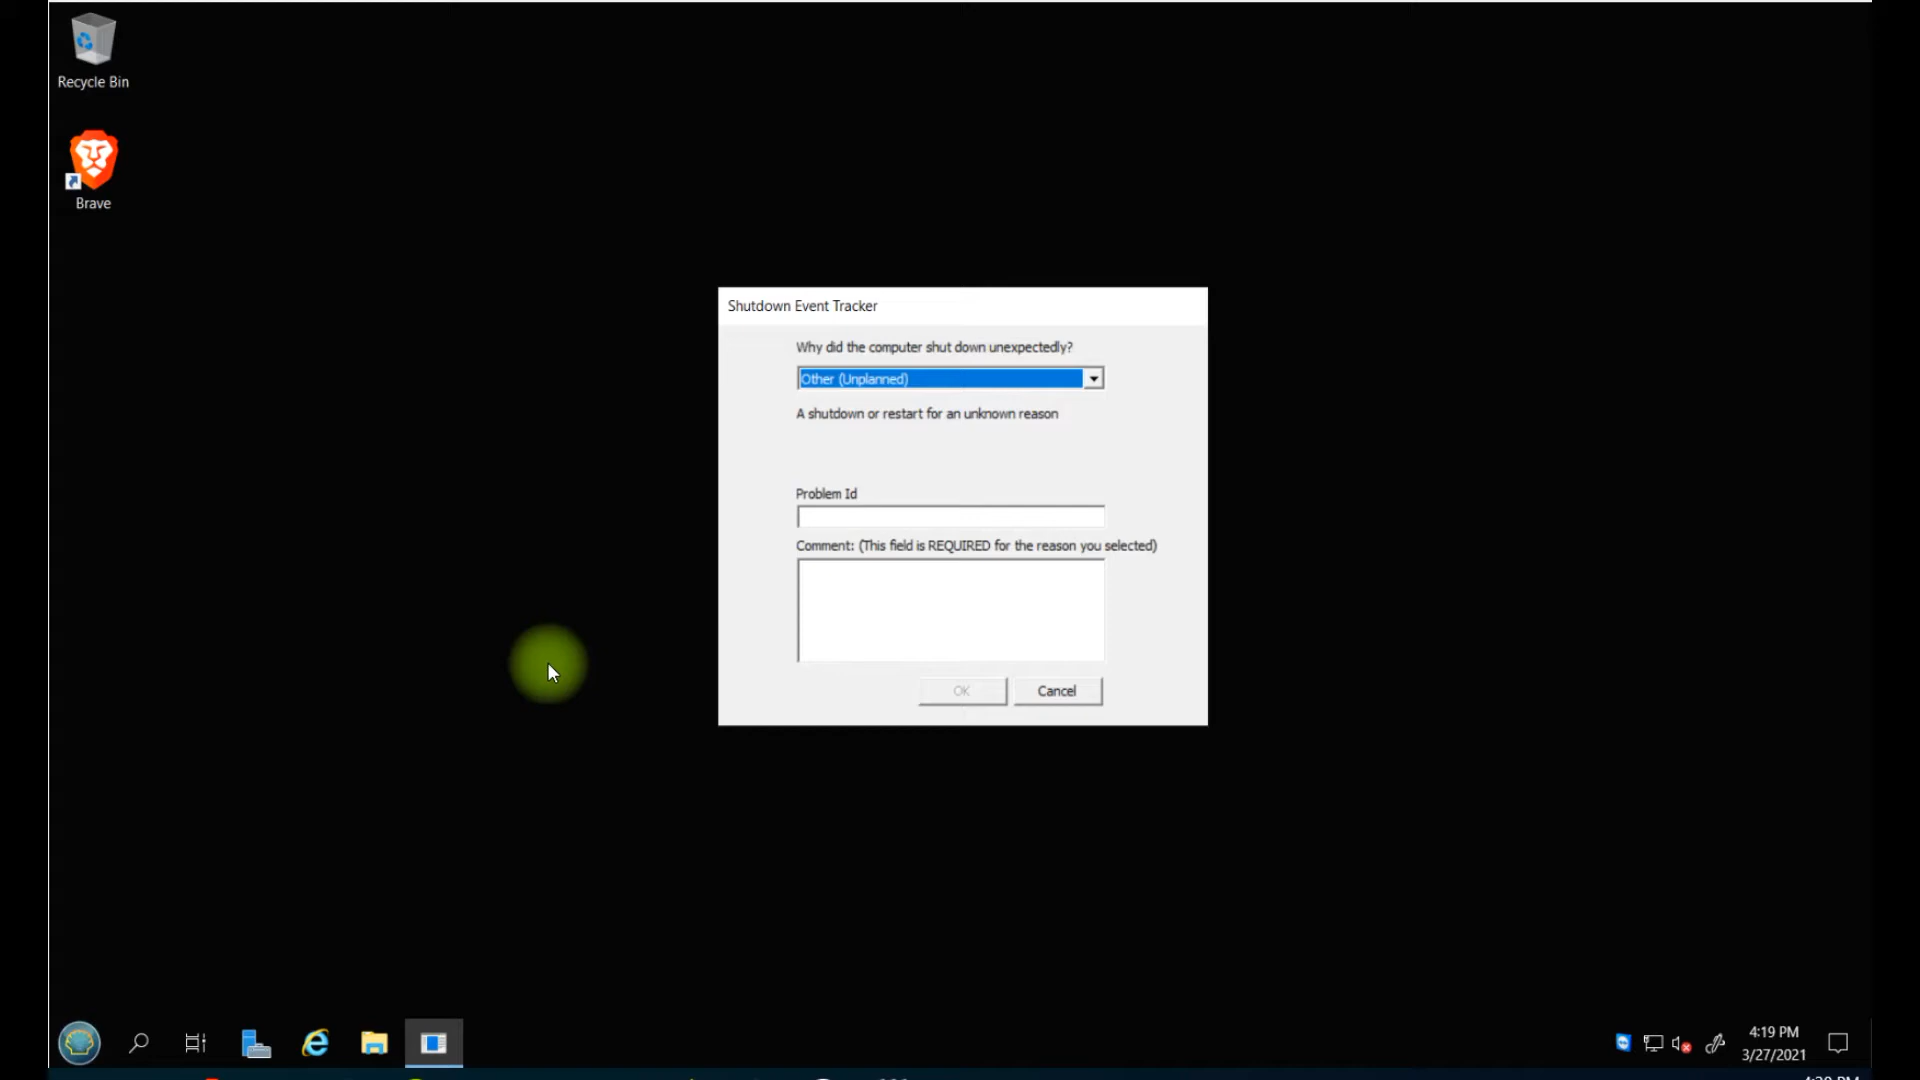 Recycle Bin
Brave
Shutdown Event Tracker
Why did the computer shut down unexpectedly?
Other (Unplanned)
A shutdown or restart for an unknown reason
Problem Id
Comment: (This field is REQUIRED for the reason you selected)
OK
Cancel
4:19 PM
3/27/2021